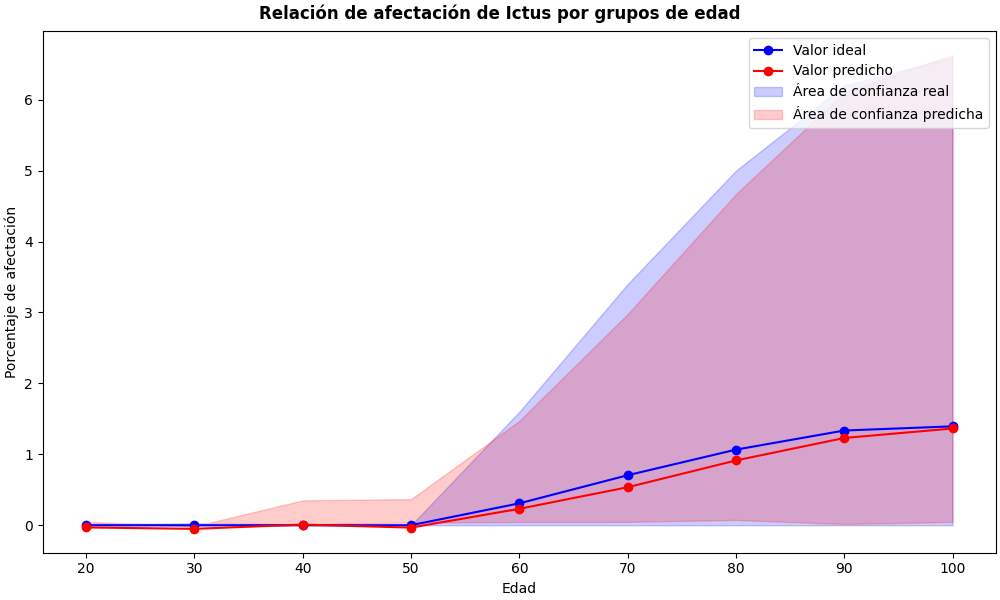 Relación de afectación de Ictus por grupos de edad
Valor ideal
Valor predicho
Área de confianza real
Área de confianza predicha
Porcentaje de afectación
6
5
4
3
2
1
0
20 30 40 50 60 70 80 90 100
Edad